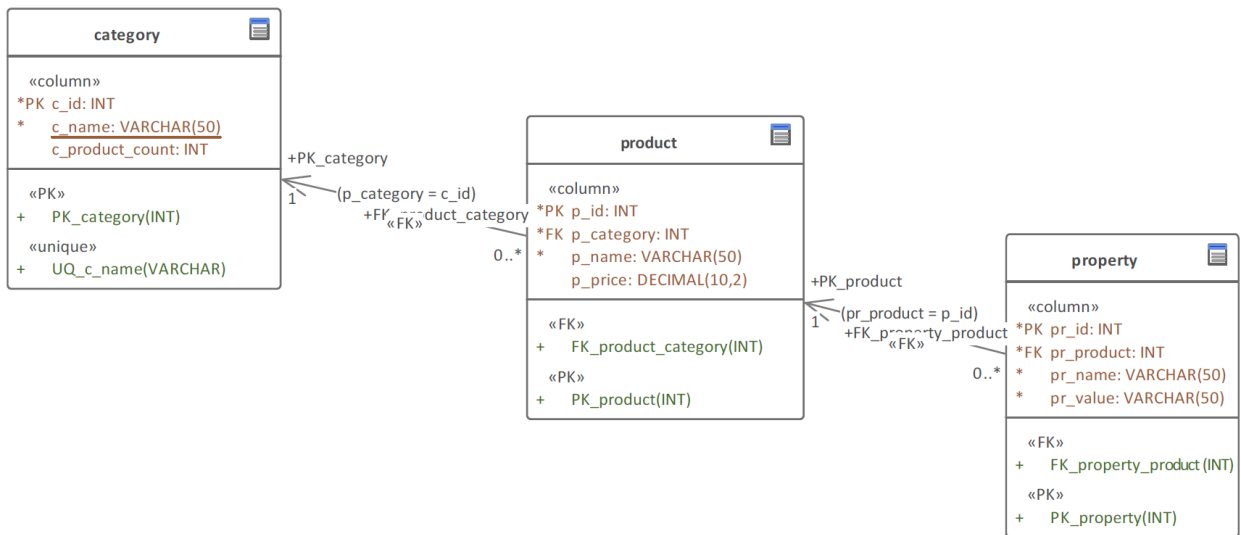 category
«column»
*PK c_id: INT
* c_name: VARCHAR(50)
c_product_count: INT
«PK»
+ PK_category(INT)
«unique»
+ UQ_c_name(VARCHAR)
+PK_category
1
(p_category = c_id)
+FK_product_category
«FK»
0..*
product
«column»
*PK p_id: INT
*FK p_category: INT
* p_name: VARCHAR(50)
p_price: DECIMAL(10,2)
«FK»
+ FK_product_category(INT)
«PK»
+ PK_product(INT)
+PK_product
1
(pr_product = p_id)
+FK_property_product
«FK»
0..*
property
«column»
*PK pr_id: INT
*FK pr_product: INT
* pr_name: VARCHAR(50)
* pr_value: VARCHAR(50)
«FK»
+ FK_property_product(INT)
«PK»
+ PK_property(INT)